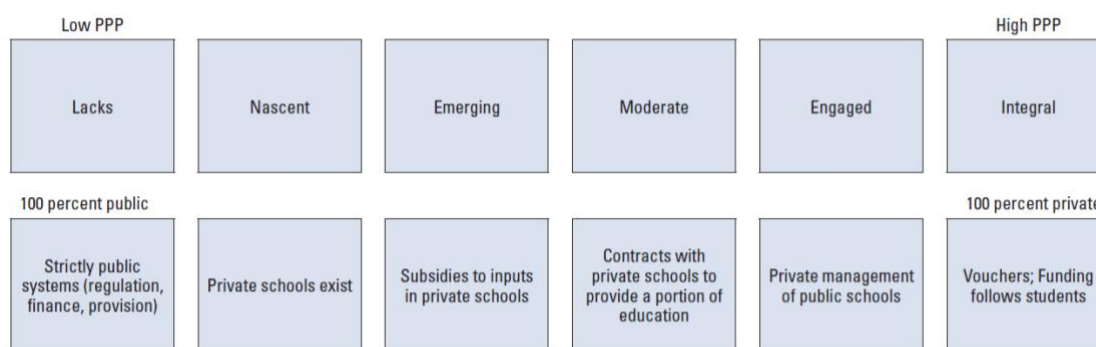 Low PPP
High PPP
Lacks
Nascent
Emerging
Moderate
Engaged
Integral
100 percent public
100 percent private
Strictly public
systems (regulation,
finance, provision)
Private schools exist
Subsidies to inputs
in private schools
Contracts with
private schools to
provide a portion of
education
Private management
of public schools
Vouchers; Funding
follows students